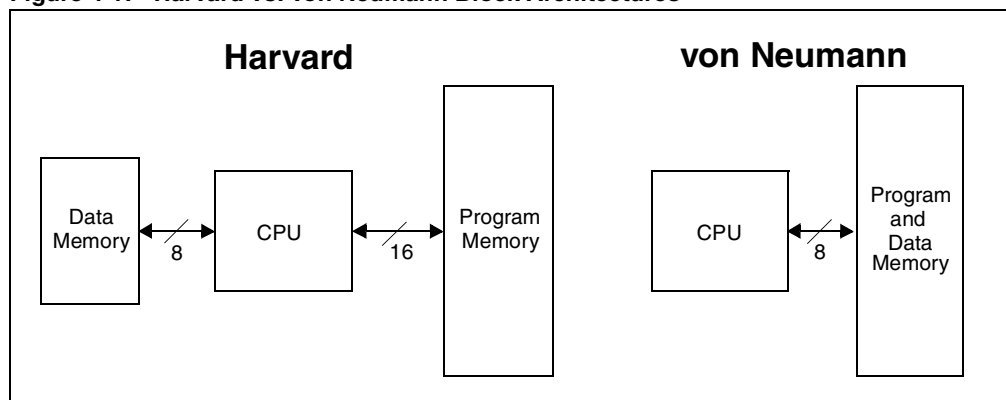 Harvard
von Neumann
Data
Memory
8
CPU
16
Program
Memory
CPU
8
Program
and
Data
Memory